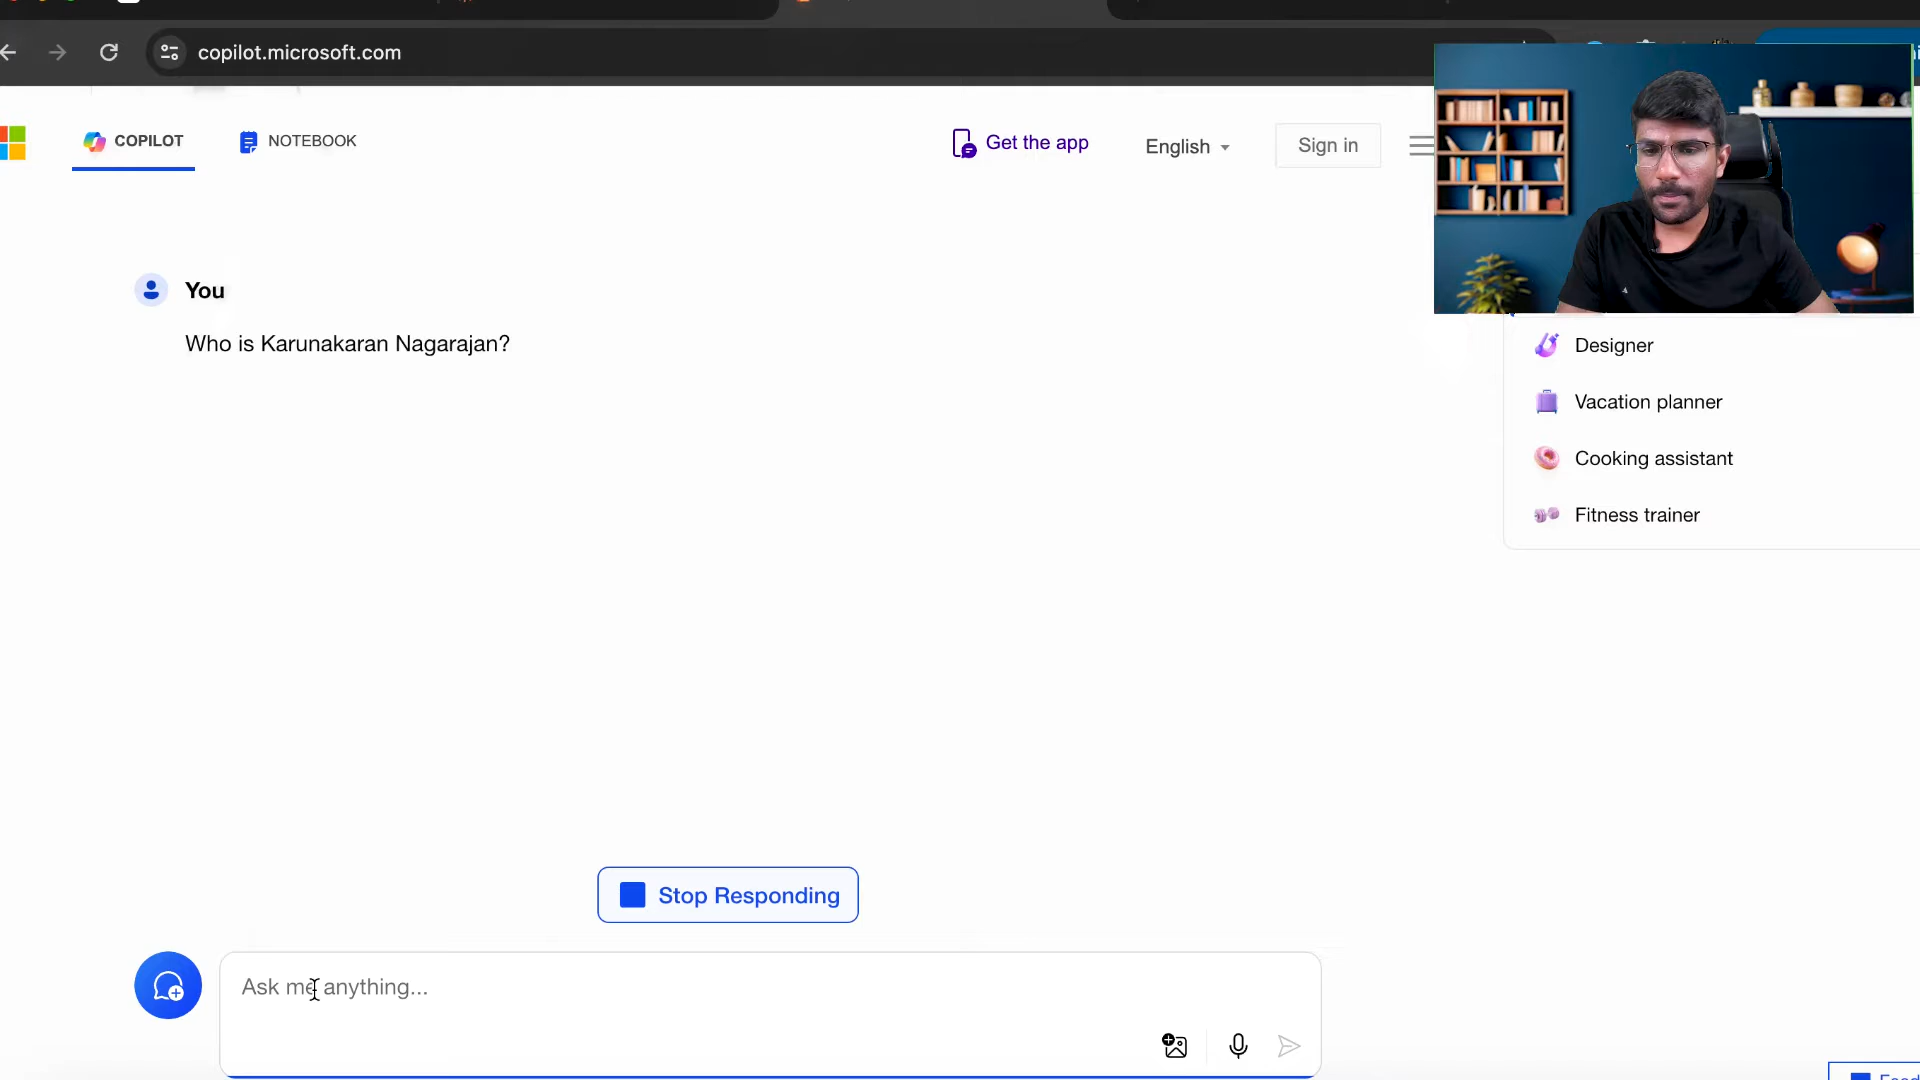 copilot.microsoft.com
COPILOT
NOTEBOOK
Get the app
English
Sign in
You
Who is Karunakaran Nagarajan?
Designer
Vacation planner
Cooking assistant
Fitness trainer
Stop Responding
Ask me anything...